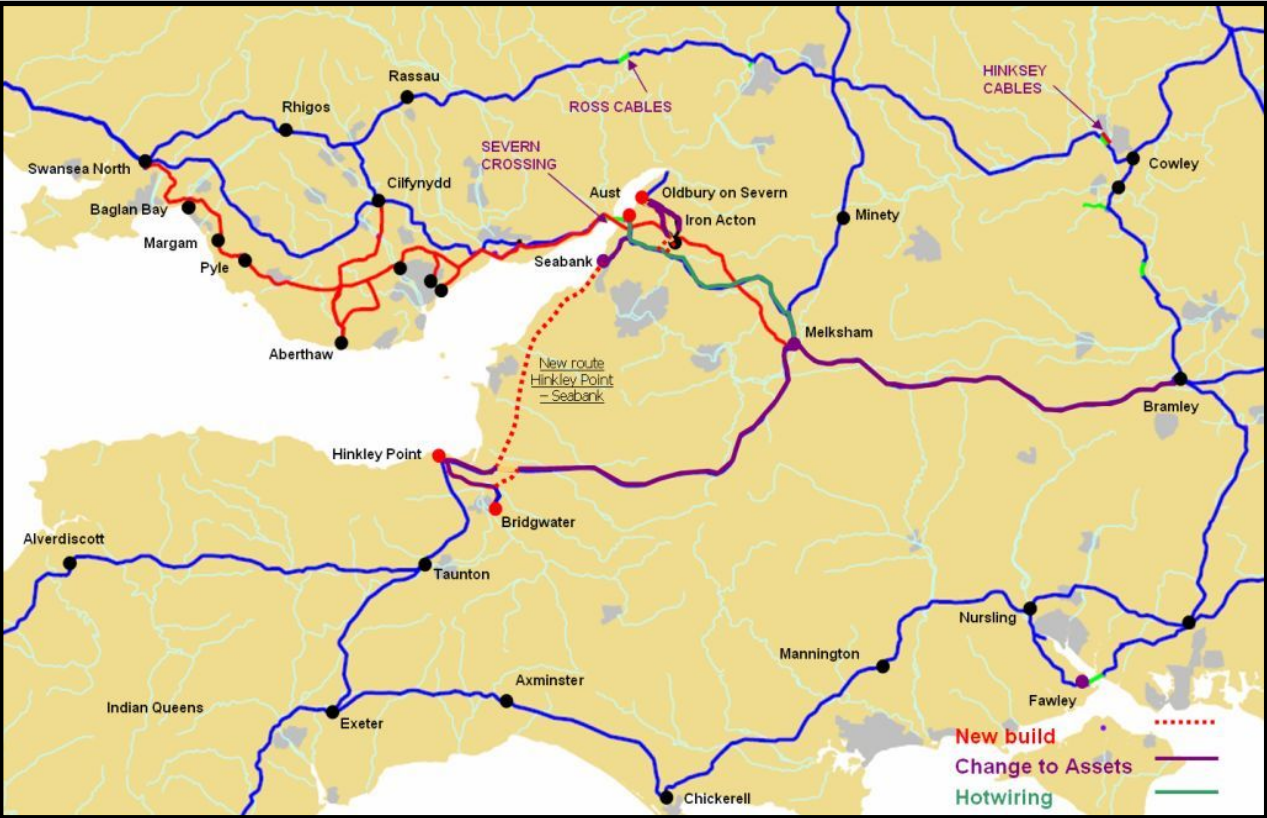 Rassau
HINKSEY
CABLES
ROSS CABLES
Rhigos
SEVERN
CROSSING
Swansea North
Cowley
Cilfynydd
Aust
Oldbury on Severn
Baglan Bay
Iron Acton
Minety
Margam
Seabank
Pyle
Melksham
Aberthaw
New route
Hinkley Point
– Seabank
Bramley
Hinkley Point
Bridgwater
Alverdiscott
Taunton
Nursling
Mannington
Axminster
Fawley
Indian Queens
Exeter
New build
Change to Assets
Chickerell
Hotwiring